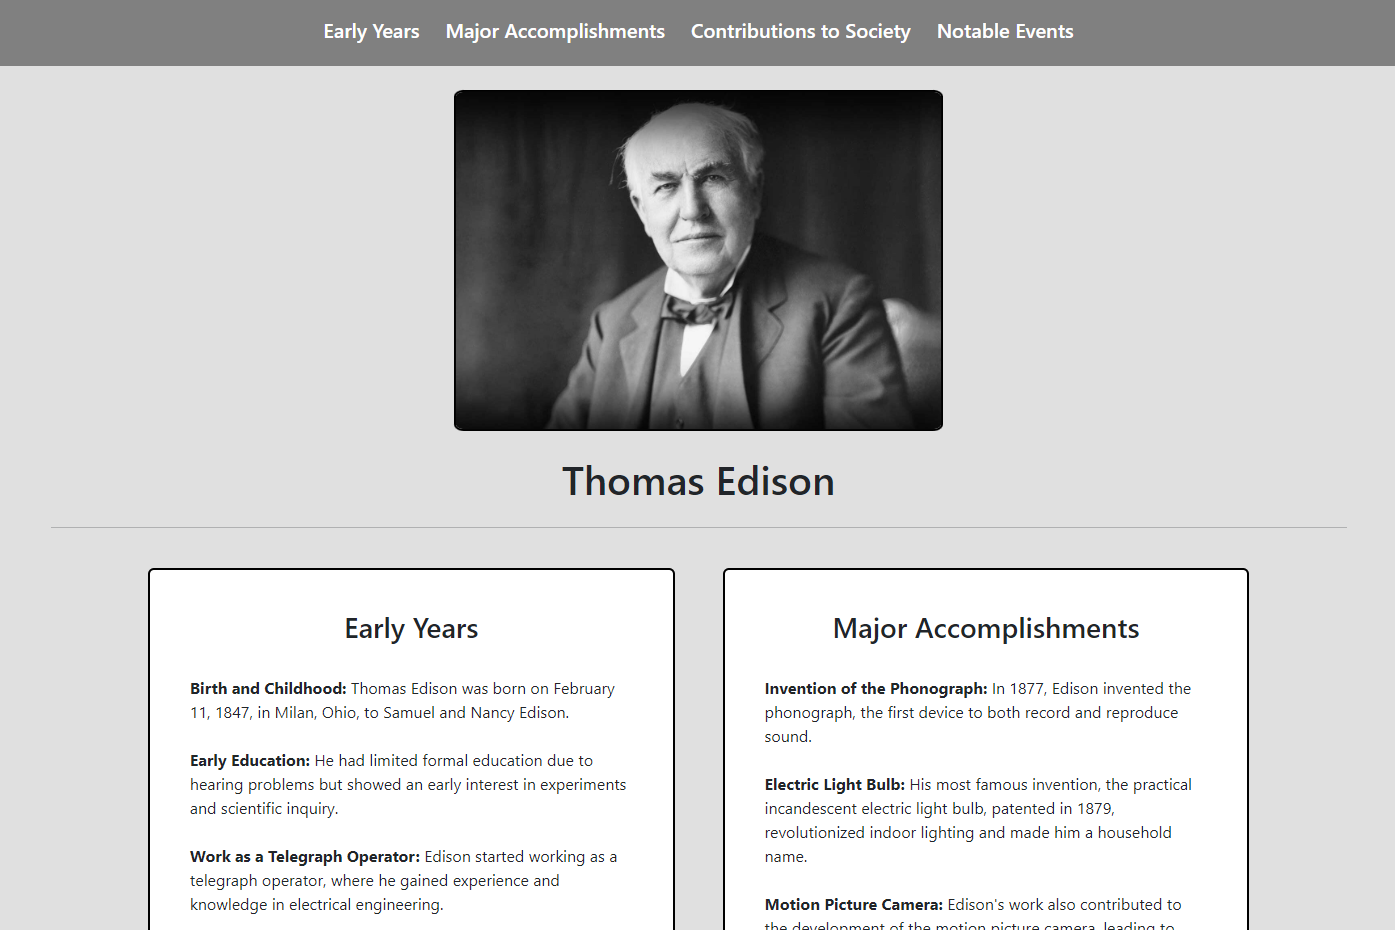 Early Years Major Accomplishments Contributions to Society Notable Events
Thomas Edison
Early Years
Birth and Childhood: Thomas Edison was born on February
11, 1847, in Milan, Ohio, to Samuel and Nancy Edison.
Early Education: He had limited formal education due to
hearing problems but showed an early interest in experiments
and scientific inquiry.
Work as a Telegraph Operator: Edison started working as a
telegraph operator, where he gained experience and
knowledge in electrical engineering.
Major Accomplishments
Invention of the Phonograph: In 1877, Edison invented the
phonograph, the first device to both record and reproduce
sound.
Electric Light Bulb: His most famous invention, the practical
incandescent electric light bulb, patented in 1879,
revolutionized indoor lighting and made him a household
name.
Motion Picture Camera: Edison's work also contributed to
the development of the motion picture camera, leading to